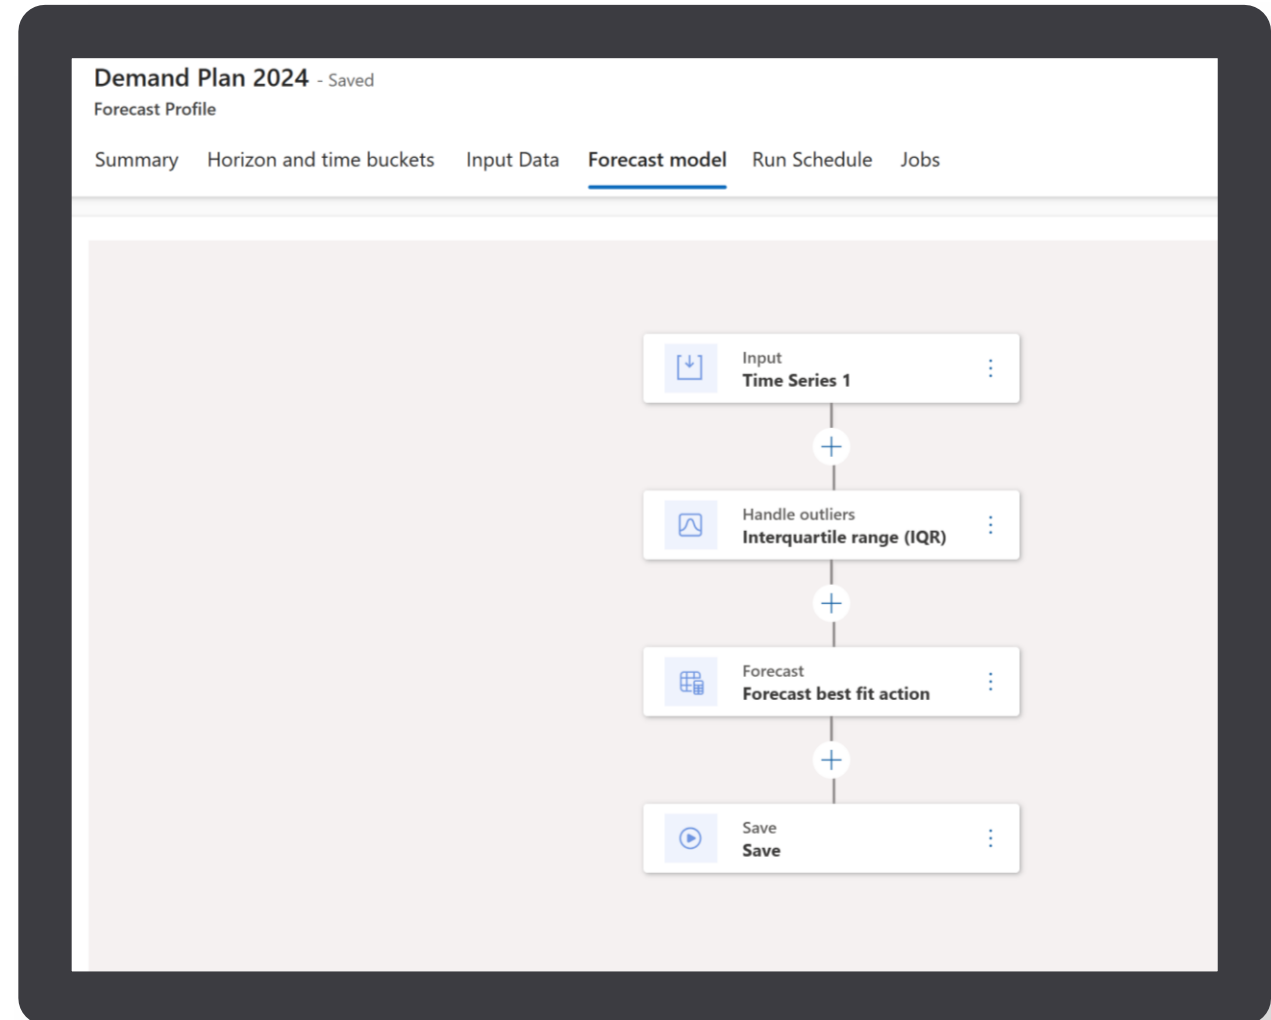 Demand Plan 2024 - Saved
Forecast Profile
Summary Horizon and time buckets Input Data Forecast model Run Schedule Jobs
Input
Time Series 1
Handle outliers
Interquartile range (IQR)
Forecast
Forecast best fit action
Save
Save